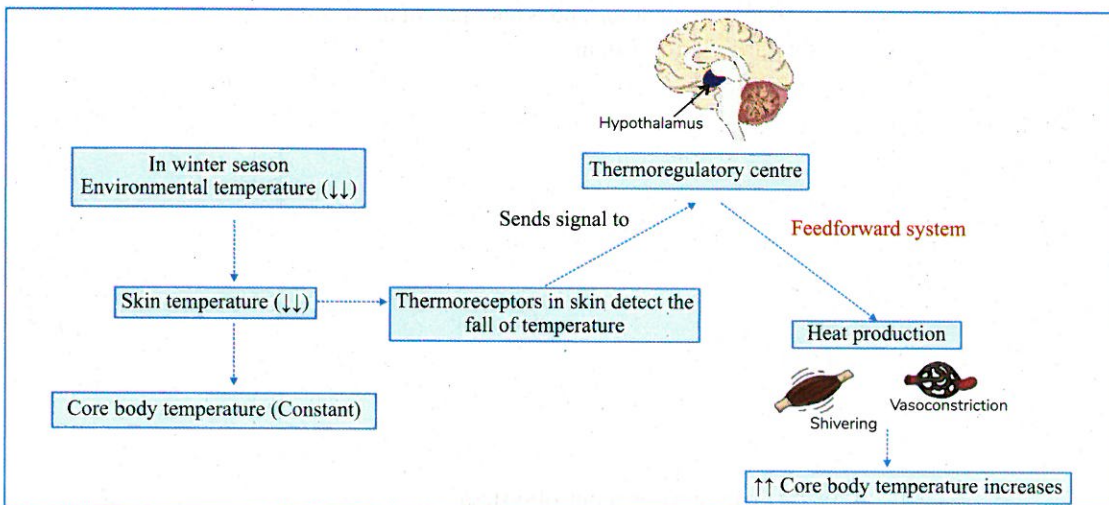 Hypothalamus
In winter season
Environmental temperature (↓↓)
Thermoregulatory centre
Sends signal to
Feedforward system
Skin temperature (↓↓)
Thermoreceptors in skin detect the
fall of temperature
Heat production
Core body temperature (Constant)
Shivering
Vasoconstriction
↑↑ Core body temperature increases